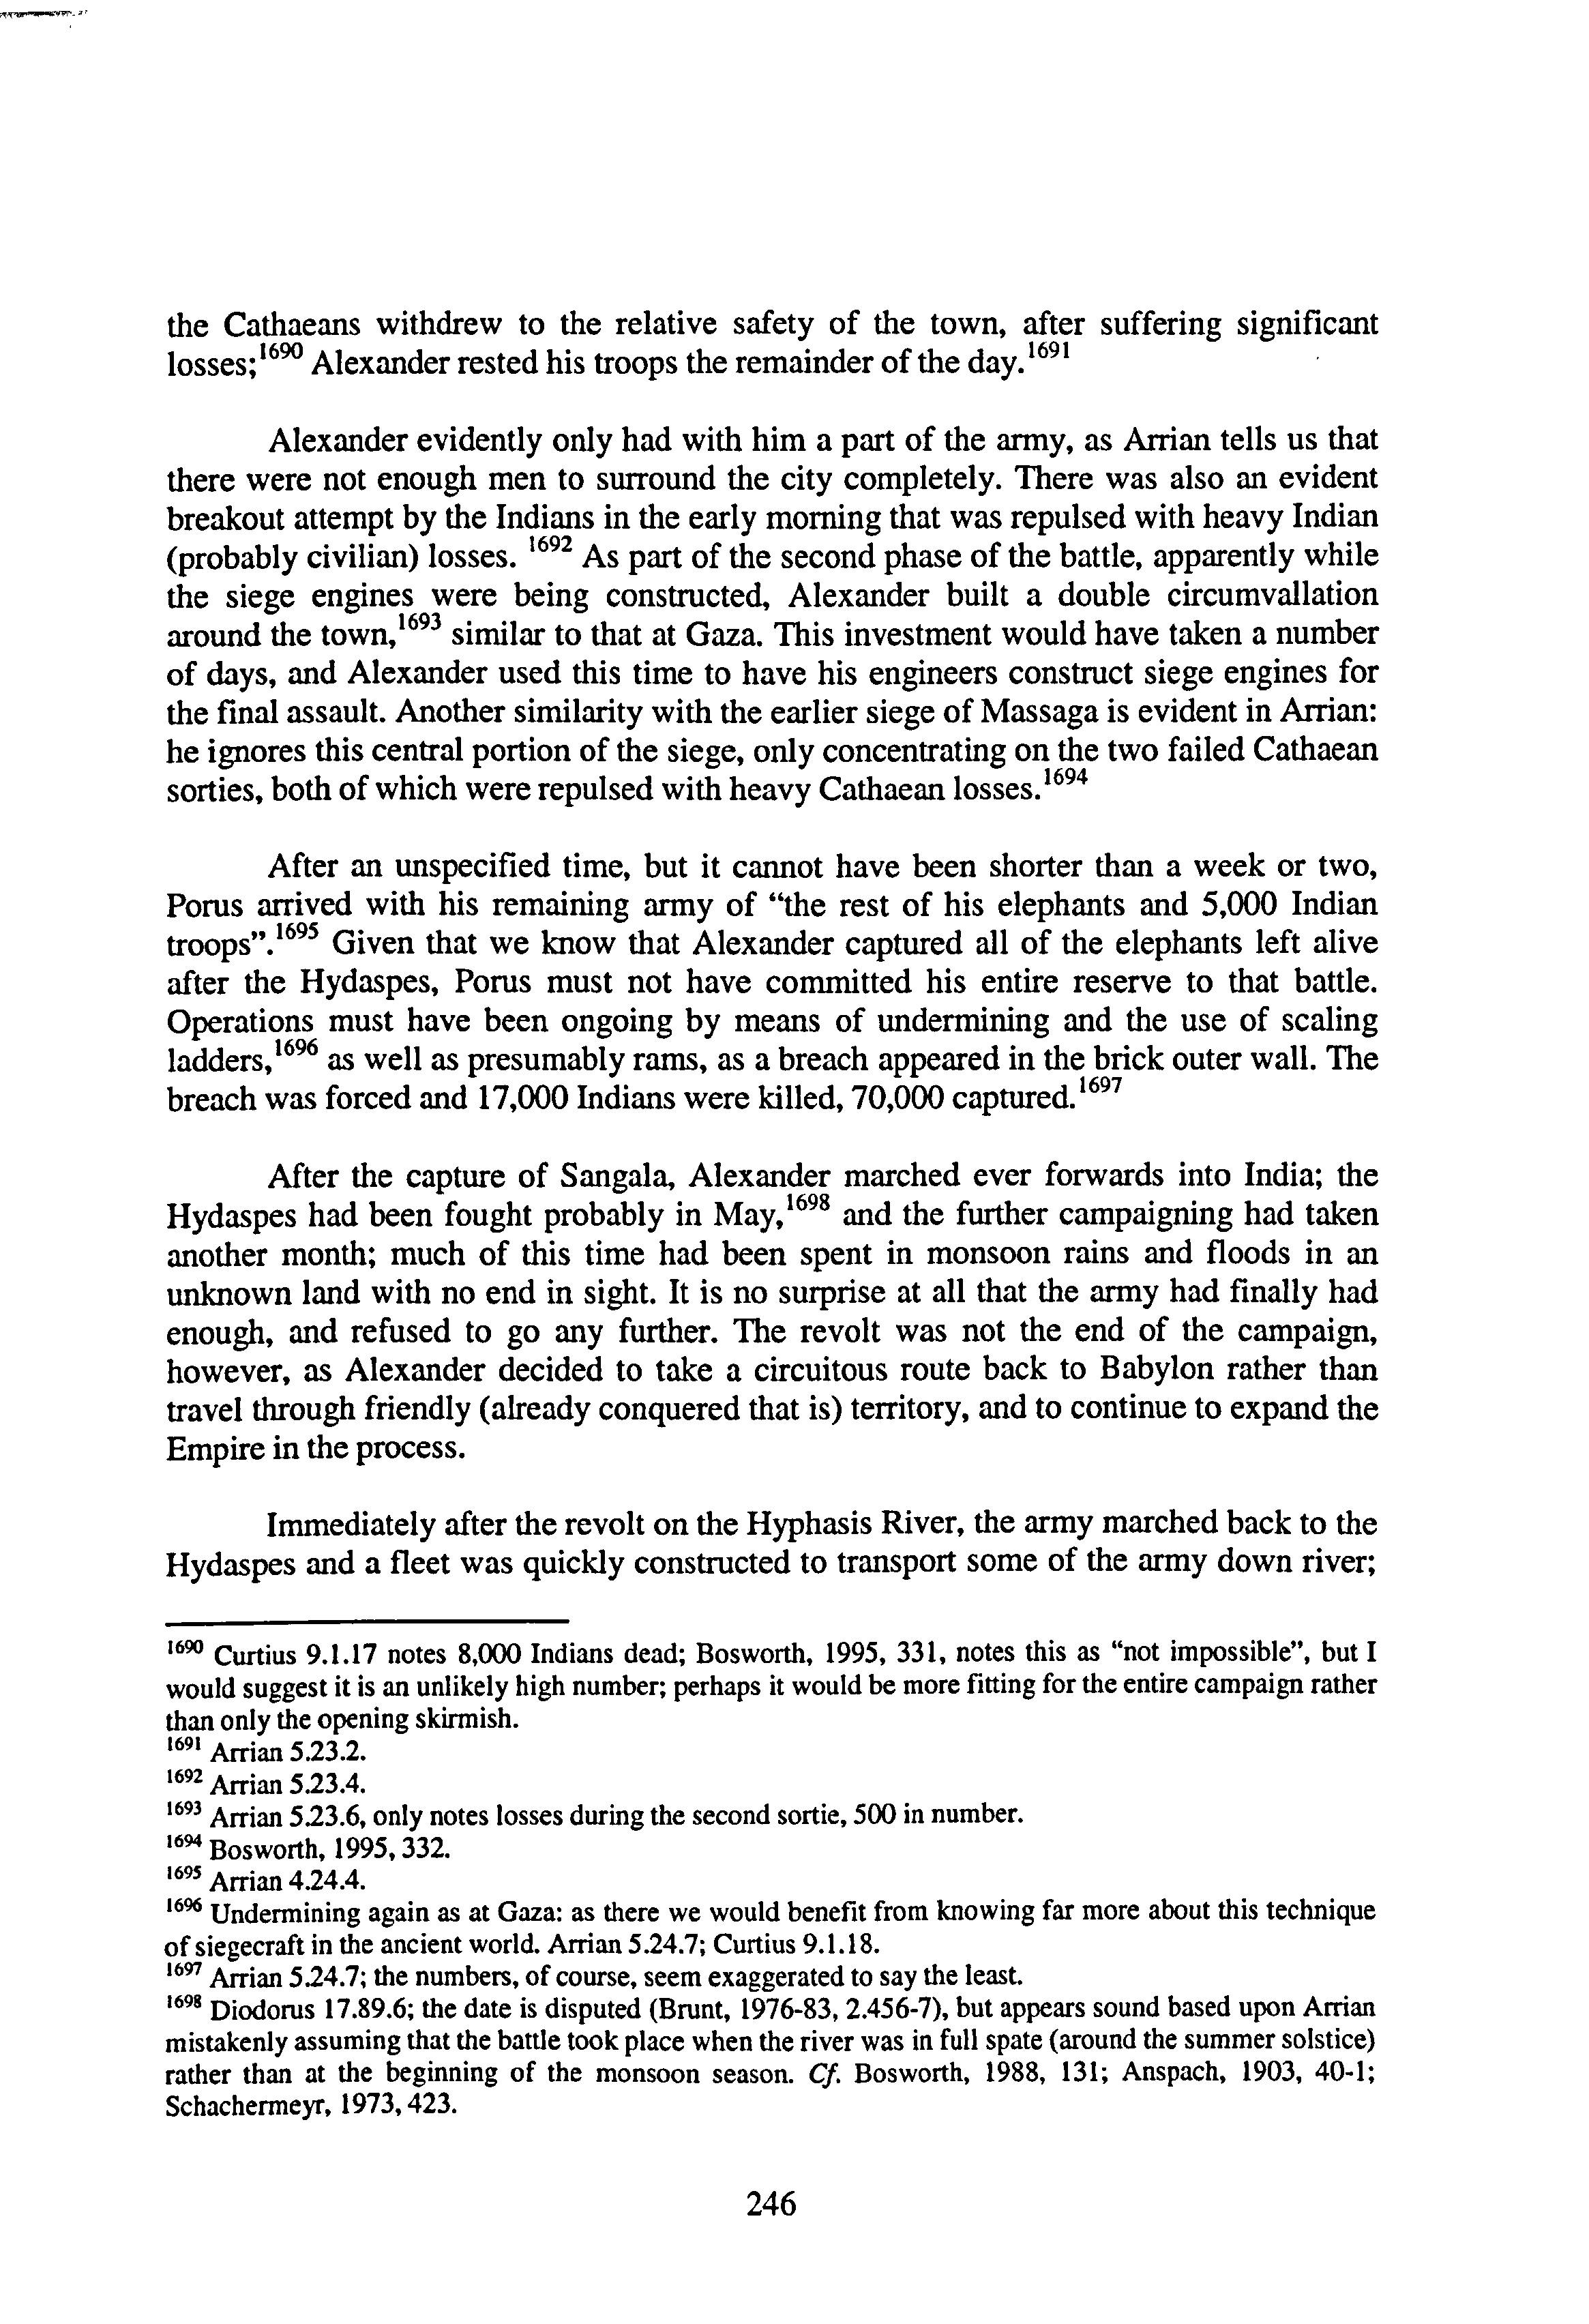 the Cathaeans withdrew to the relative safety of the town, after suffering significant
losses;1690 Alexander rested his troops the remainder of the day.1691
Alexander evidently only had with him a part of the army, as Arrian tells us that
there were not enough men to surround the city completely. There was also an evident
breakout attempt by the Indians in the early morning that was repulsed with heavy Indian
(probably civilian) losses. 1692 As part of the second phase of the battle, apparently while
the siege engines were being constructed, Alexander built a double circumvallation
around the town,1693 similar to that at Gaza. This investment would have taken a number
of days, and Alexander used this time to have his engineers construct siege engines for
the final assault. Another similarity with the earlier siege of Massaga is evident in Arrian:
he ignores this central portion of the siege, only concentrating on the two failed Cathaean
sorties, both of which were repulsed with heavy Cathaean losses.1694
After an unspecified time, but it cannot have been shorter than a week or two,
Porus arrived with his remaining army of “the rest of his elephants and 5,000 Indian
troops”.1695 Given that we know that Alexander captured all of the elephants left alive
after the Hydaspes, Porus must not have committed his entire reserve to that battle.
Operations must have been ongoing by means of undermining and the use of scaling
ladders,1696 as well as presumably rams, as a breach appeared in the brick outer wall. The
breach was forced and 17,000 Indians were killed, 70,000 captured.1697
After the capture of Sangala, Alexander marched ever forwards into India; the
Hydaspes had been fought probably in May,1698 and the further campaigning had taken
another month; much of this time had been spent in monsoon rains and floods in an
unknown land with no end in sight. It is no surprise at all that the army had finally had
enough, and refused to go any further. The revolt was not the end of the campaign,
however, as Alexander decided to take a circuitous route back to Babylon rather than
travel through friendly (already conquered that is) territory, and to continue to expand the
Empire in the process.
Immediately after the revolt on the Hyphasis River, the army marched back to the
Hydaspes and a fleet was quickly constructed to transport some of the army down river;
1690 Curtius 9.1.17 notes 8,000 Indians dead; Bosworth, 1995, 331, notes this as “not impossible”, but I
would suggest it is an unlikely high number; perhaps it would be more fitting for the entire campaign rather
than only the opening skirmish.
1691 Arrian 5.23.2.
1692 Arrian 5.23.4.
1693 Arrian 5.23.6, only notes losses during the second sortie, 500 in number.
1694 Bosworth, 1995, 332.
1695 Arrian 4.24.4.
1696 Undermining again as at Gaza: as there we would benefit from knowing far more about this technique
of siegecraft in the ancient world. Arrian 5.24.7; Curtius 9.1.18.
1697 Arrian 5.24.7; the numbers, of course, seem exaggerated to say the least.
1698 Diodorus 17.89.6; the date is disputed (Brunt, 1976-83, 2.456-7), but appears sound based upon Arrian
mistakenly assuming that the battle took place when the river was in full spate (around the summer solstice)
rather than at the beginning of the monsoon season. Cf. Bosworth, 1988, 131; Anspach, 1903, 40-1;
Schachermeyr, 1973, 423.
246